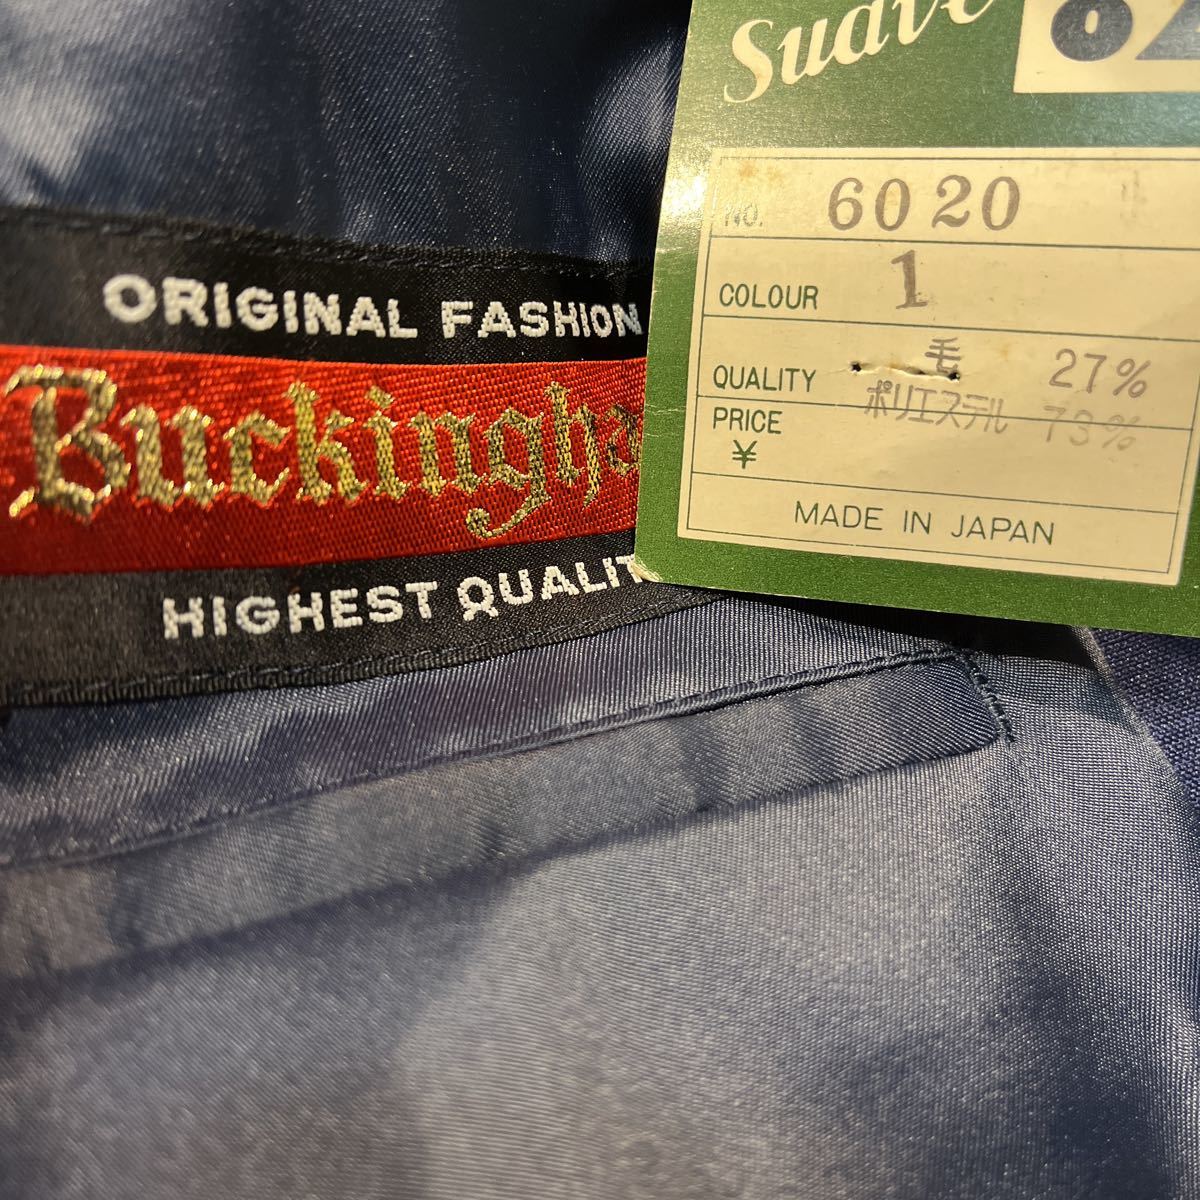 ORIGINAL FASHION
Buckingha
HIGHEST QUALIT
Suave
NO. 6020
COLOUR 1
QUALITY 毛 27%
ポリエステル 73%
PRICE
¥
MADE IN JAPAN